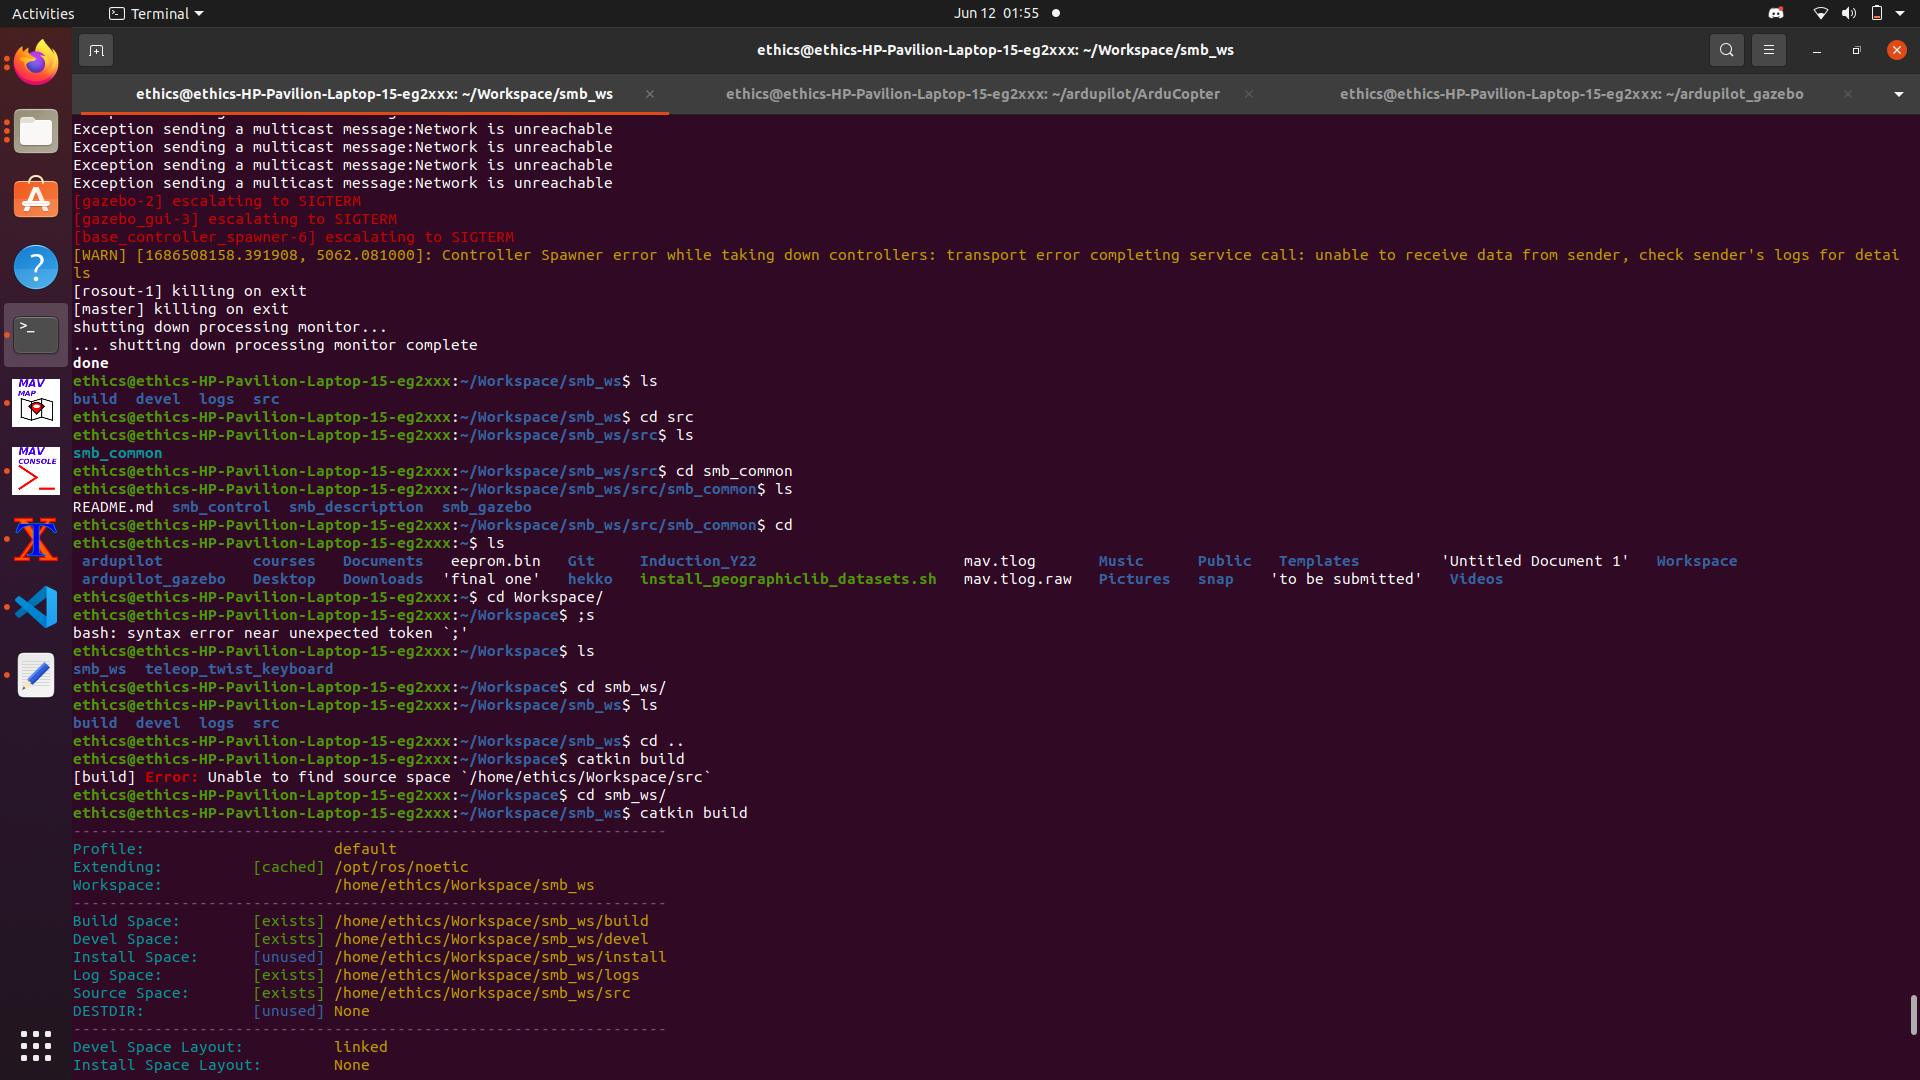 Activities
Terminal
Jun 12 01:55
ethics@ethics-HP-Pavilion-Laptop-15-eg2xxx: ~/Workspace/smb_ws
ethics@ethics-HP-Pavilion-Laptop-15-eg2xxx: ~/Workspace/smb_ws
ethics@ethics-HP-Pavilion-Laptop-15-eg2xxx: ~/ardupilot/ArduCopter
ethics@ethics-HP-Pavilion-Laptop-15-eg2xxx: ~/ardupilot_gazebo
Exception sending a multicast message:Network is unreachable
Exception sending a multicast message:Network is unreachable
Exception sending a multicast message:Network is unreachable
Exception sending a multicast message:Network is unreachable
[gazebo-2] escalating to SIGTERM
[gazebo_gui-3] escalating to SIGTERM
[base_controller_spawner-6] escalating to SIGTERM
[WARN] [1686508158.391908, 5062.081000]: Controller Spawner error while taking down controllers: transport error completing service call: unable to receive data from sender, check sender's logs for detai
ls
[rosout-1] killing on exit
[master] killing on exit
shutting down processing monitor...
... shutting down processing monitor complete
done
ethics@ethics-HP-Pavilion-Laptop-15-eg2xxx:~/Workspace/smb_ws$ ls
build  devel  logs  src
ethics@ethics-HP-Pavilion-Laptop-15-eg2xxx:~/Workspace/smb_ws$ cd src
ethics@ethics-HP-Pavilion-Laptop-15-eg2xxx:~/Workspace/smb_ws/src$ ls
smb_common
ethics@ethics-HP-Pavilion-Laptop-15-eg2xxx:~/Workspace/smb_ws/src$ cd smb_common
ethics@ethics-HP-Pavilion-Laptop-15-eg2xxx:~/Workspace/smb_ws/src/smb_common$ ls
README.md  smb_control  smb_description  smb_gazebo
ethics@ethics-HP-Pavilion-Laptop-15-eg2xxx:~/Workspace/smb_ws/src/smb_common$ cd
ethics@ethics-HP-Pavilion-Laptop-15-eg2xxx:~$ ls
ardupilot  courses  Documents  eeprom.bin  Git  Induction_Y22  mav.tlog  Music  Public  Templates  'Untitled Document 1'  Workspace
ardupilot_gazebo  Desktop  Downloads  'final one'  hekko  install_geographiclib_datasets.sh  mav.tlog.raw  Pictures  snap  'to be submitted'  Videos
ethics@ethics-HP-Pavilion-Laptop-15-eg2xxx:~$ cd Workspace/
ethics@ethics-HP-Pavilion-Laptop-15-eg2xxx:~/Workspace$ ;s
bash: syntax error near unexpected token `;'
ethics@ethics-HP-Pavilion-Laptop-15-eg2xxx:~/Workspace$ ls
smb_ws  teleop_twist_keyboard
ethics@ethics-HP-Pavilion-Laptop-15-eg2xxx:~/Workspace$ cd smb_ws/
ethics@ethics-HP-Pavilion-Laptop-15-eg2xxx:~/Workspace/smb_ws$ ls
build  devel  logs  src
ethics@ethics-HP-Pavilion-Laptop-15-eg2xxx:~/Workspace/smb_ws$ cd ..
ethics@ethics-HP-Pavilion-Laptop-15-eg2xxx:~/Workspace$ catkin build
[build] Error: Unable to find source space `/home/ethics/Workspace/src`
ethics@ethics-HP-Pavilion-Laptop-15-eg2xxx:~/Workspace$ cd smb_ws/
ethics@ethics-HP-Pavilion-Laptop-15-eg2xxx:~/Workspace/smb_ws$ catkin build
------------------------------------------------------------------
Profile: default
Extending: [cached] /opt/ros/noetic
Workspace: /home/ethics/Workspace/smb_ws
------------------------------------------------------------------
Build Space: [exists] /home/ethics/Workspace/smb_ws/build
Devel Space: [exists] /home/ethics/Workspace/smb_ws/devel
Install Space: [unused] /home/ethics/Workspace/smb_ws/install
Log Space: [exists] /home/ethics/Workspace/smb_ws/logs
Source Space: [exists] /home/ethics/Workspace/smb_ws/src
DESTDIR: [unused] None
------------------------------------------------------------------
Devel Space Layout: linked
Install Space Layout: None
MAV
MAP
MAV
CONSOLE